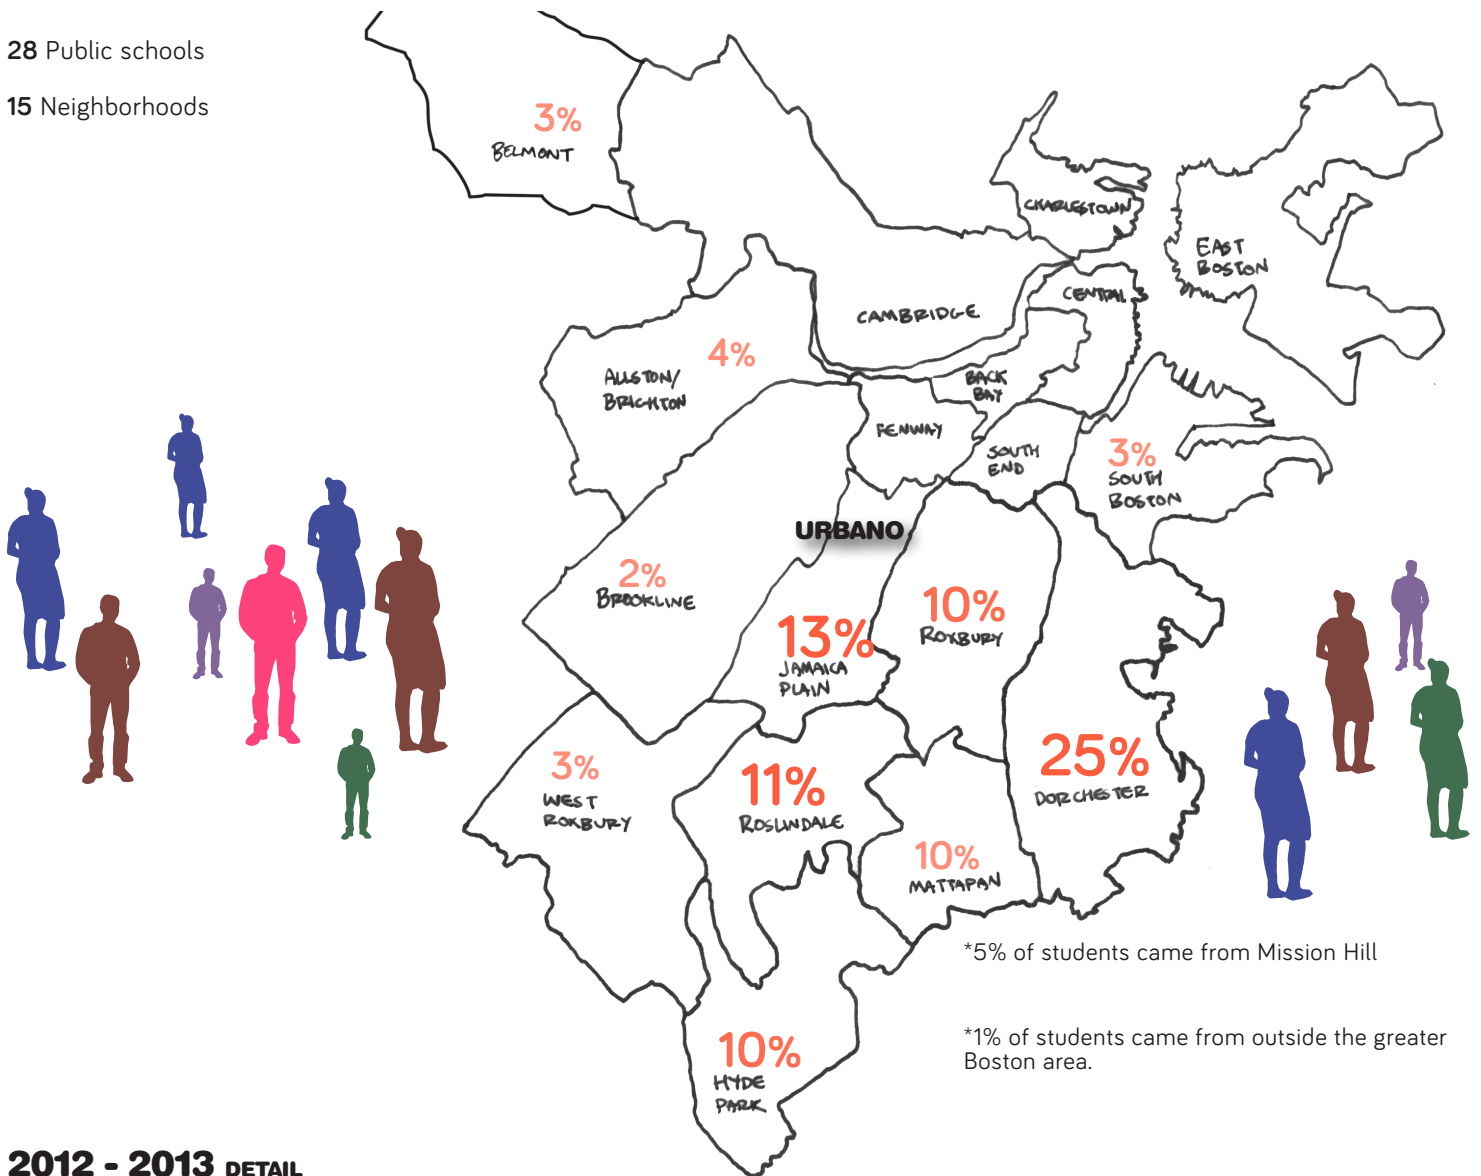 28 Public schools
15 Neighborhoods
3%
BELMONT
CHARLESTOWN
EAST
BOSTON
CENTRAL
CAMBRIDGE
4%
ALLSTON/
BRIGHTON
BACK
BAY
FENWAY
SOUTH
END
3%
SOUTH
BOSTON
URBANO
2%
BROOKLINE
10%
ROXBURY
13%
JAMAICA
PLAIN
25%
DORCHESTER
3%
WEST
ROXBURY
11%
ROSLINDALE
10%
MATTAPAN
*5% of students came from Mission Hill
10%
HYDE
PARK
*1% of students came from outside the greater
Boston area.
2012 - 2013 DETAIL